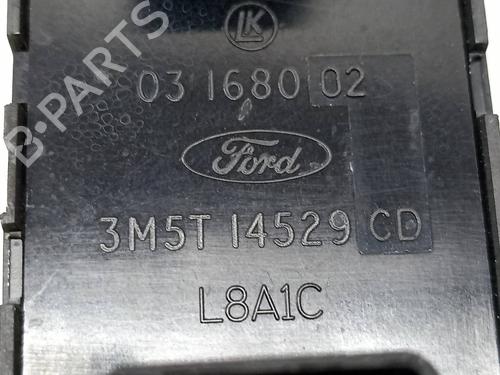 LK
03 1680 02
Ford
3M5T 14529 CD
L8A1C
B-PARTS